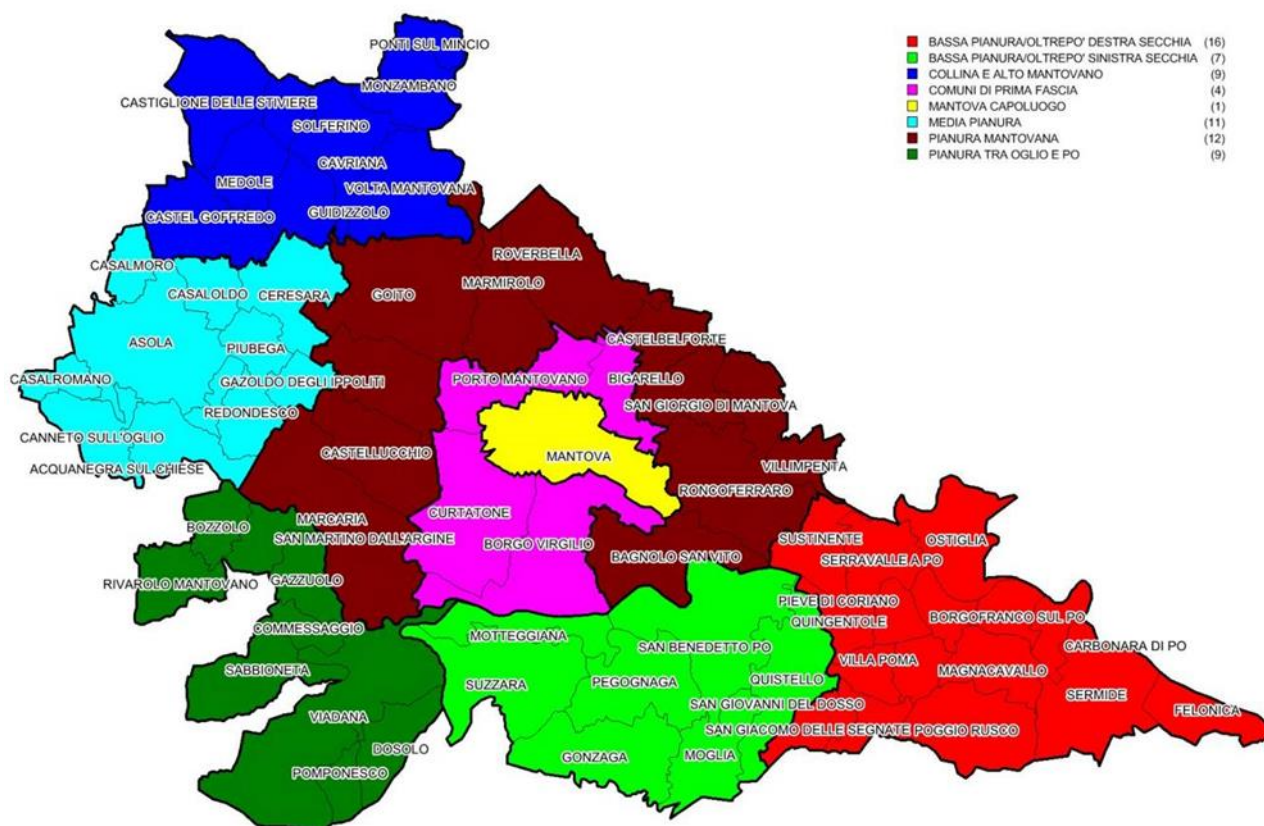 BASSA PIANURA/OLTREPO' DESTRA SECCHIA (16)
BASSA PIANURA/OLTREPO' SINISTRA SECCHIA (7)
COLLINA E ALTO MANTOVANO (9)
COMUNI DI PRIMA FASCIA (4)
MANTOVA CAPOLUOGO (1)
MEDIA PIANURA (11)
PIANURA MANTOVANA (12)
PIANURA TRA OGLIO E PO (9)
PONTI SUL MINCIO
MONZAMBANO
CASTIGLIONE DELLE STIVIERE
SOLFERINO
CAVRIANA
MEDOLE
VOLTA MANTOVANA
CASTEL GOFFREDO
GUIDIZZOLO
ROVERBELLA
CASALMORO
MARMIROLO
CASALOLDO
CERESARA
GOITO
CASTELBELFORTE
ASOLA
PIUBEGA
CASALROMANO
GAZOLDO DEGLI IPPOLITI
PORTO MANTOVANO
BIGARELLO
SAN GIORGIO DI MANTOVA
REDONDESCO
CANNETO SULL'OGLIO
CASTELLUCCHIO
MANTOVA
ACQUANEGRA SUL CHIESE
VILLIMPENTA
RONCOFERRARO
CURTATONE
MARCARIA
BOZZOLO
SAN MARTINO DALL'ARGINE
BORGO VIRGILIO
SUSTINENTE
OSTIGLIA
BAGNOLO SAN VITO
SERRAVALLE A PO
RIVAROLO MANTOVANO
GAZZUOLO
PIEVE DI CORIANO
QUINGENTOLE
BORGOFRANCO SUL PO
COMMESSAGGIO
MOTTEGGIANA
SAN BENEDETTO PO
CARBONARA DI PO
VILLA POMA
MAGNACAVALLO
SABBIONETA
SUZZARA
PEGOGNAGA
QUISTELLO
SERMIDE
SAN GIOVANNI DEL DOSSO
FELONICA
VIADANA
SAN GIACOMO DELLE SEGNATE
POGGIO RUSCO
DOSOLO
GONZAGA
MOGLIA
POMPONESCO